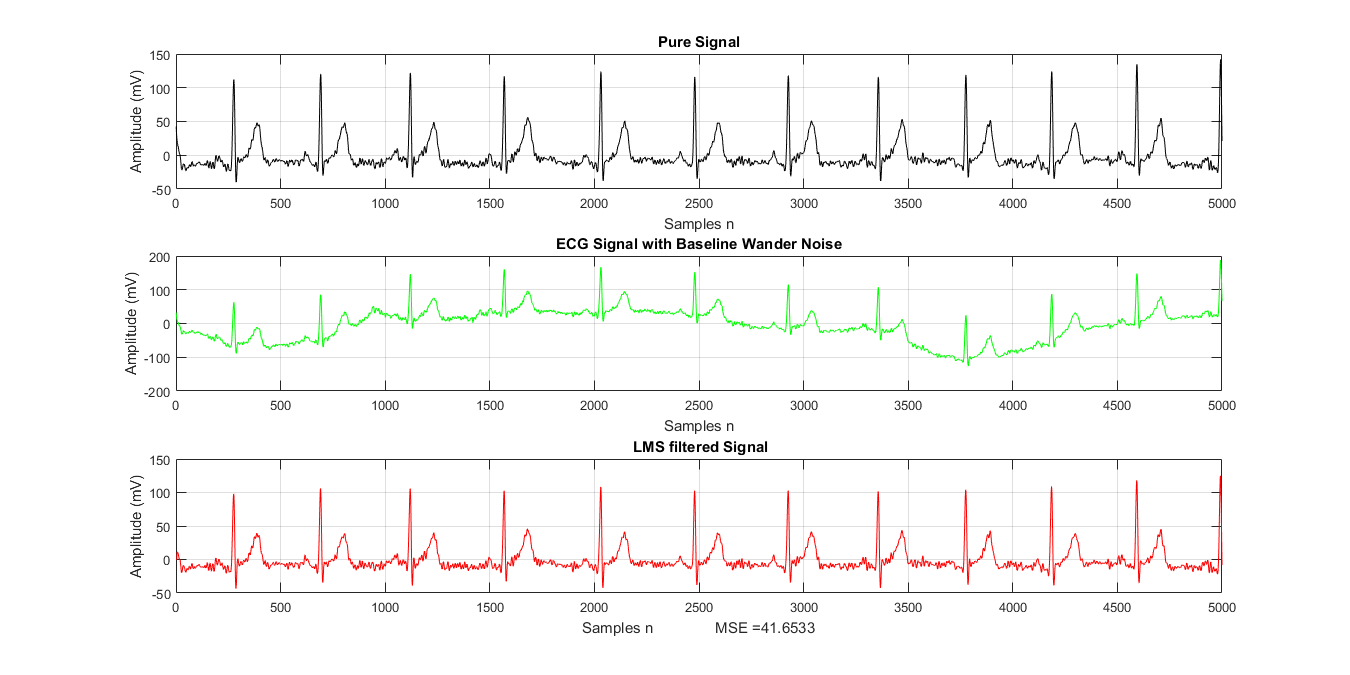 Pure Signal
150
100
50
0
-50
Amplitude (mV)
0 500 1000 1500 2000 2500 3000 3500 4000 4500 5000
Samples n
ECG Signal with Baseline Wander Noise
200
100
0
-100
-200
Amplitude (mV)
0 500 1000 1500 2000 2500 3000 3500 4000 4500 5000
Samples n
LMS filtered Signal
150
100
50
0
-50
Amplitude (mV)
0 500 1000 1500 2000 2500 3000 3500 4000 4500 5000
Samples n MSE =41.6533